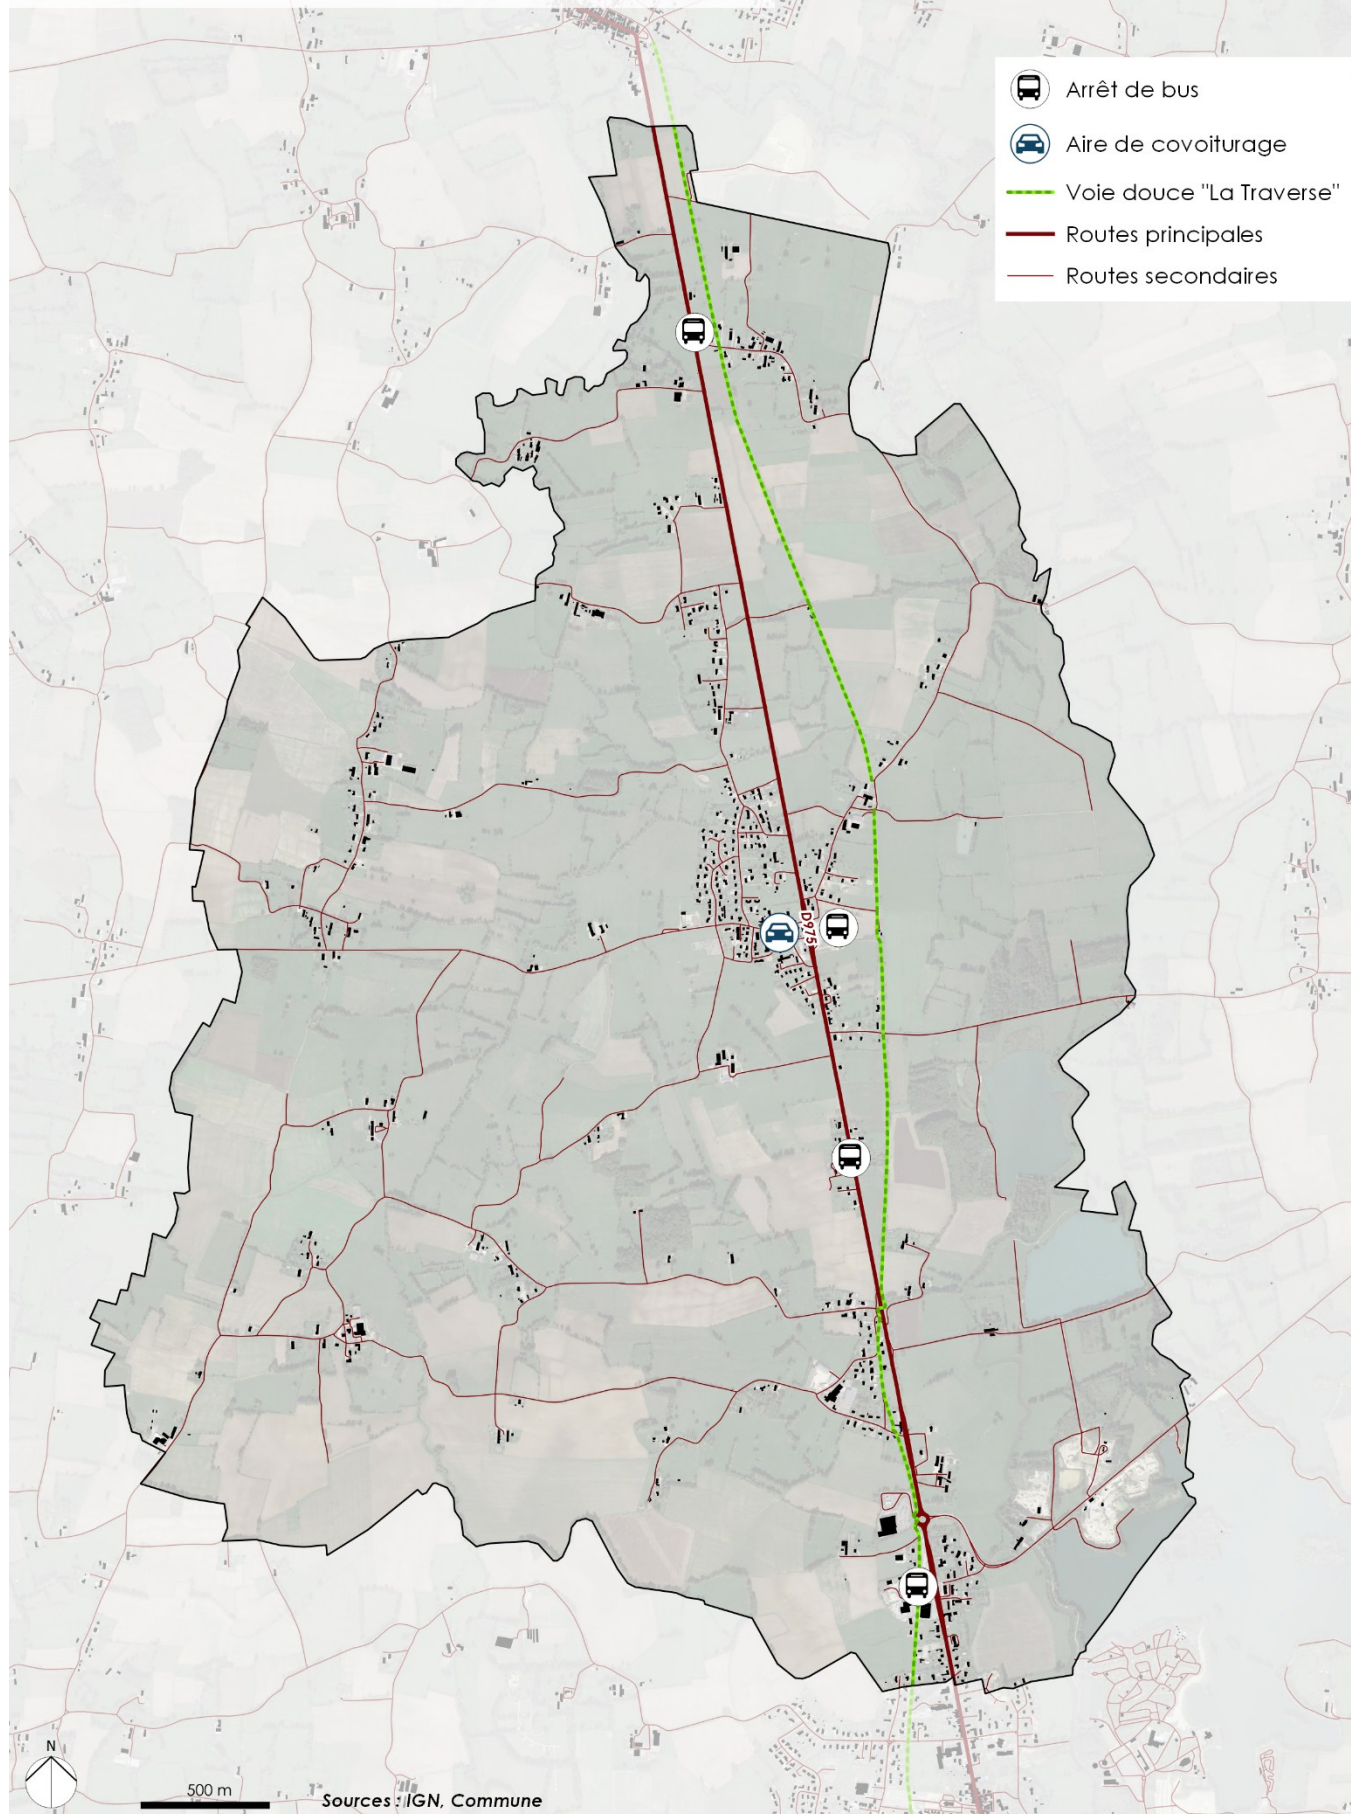 Arrêt de bus
Aire de covoiturage
Voie douce "La Traverse"
Routes principales
Routes secondaires
D975
N
500 m
Sources : IGN, Commune